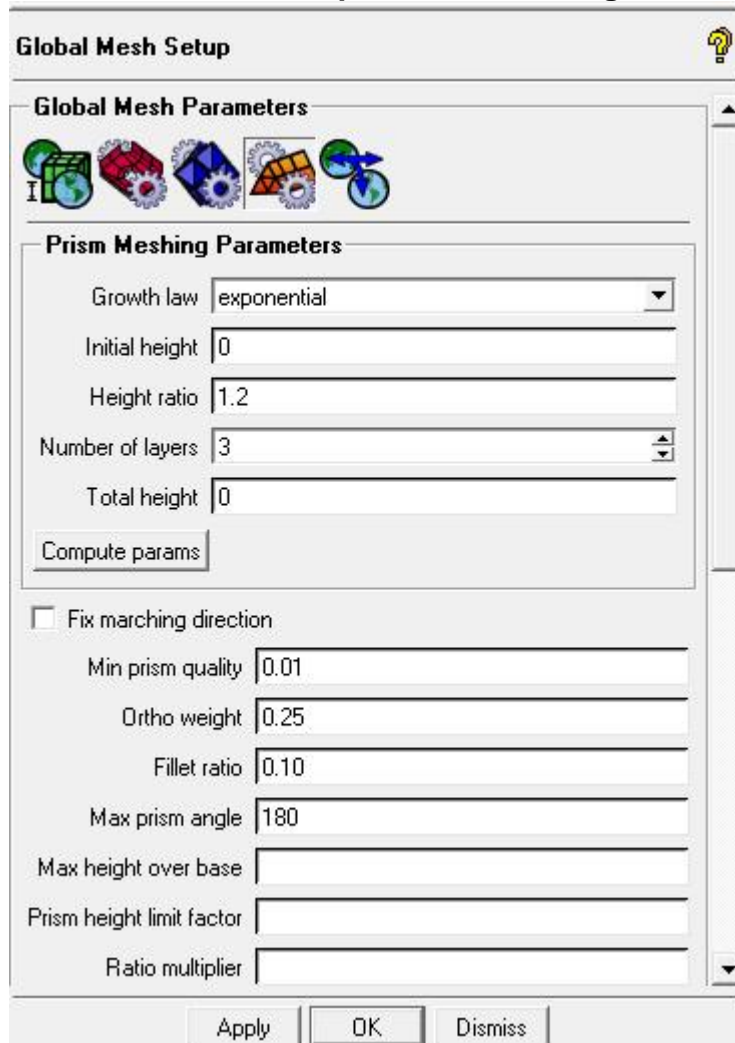 Global Mesh Setup
Global Mesh Parameters
I
Prism Meshing Parameters
Growth law exponential
Initial height 0
Height ratio 1.2
Number of layers 3
Total height 0
Compute params
Fix marching direction
Min prism quality 0.01
Ortho weight 0.25
Fillet ratio 0.10
Max prism angle 180
Max height over base
Prism height limit factor
Ratio multiplier
Apply OK Dismiss